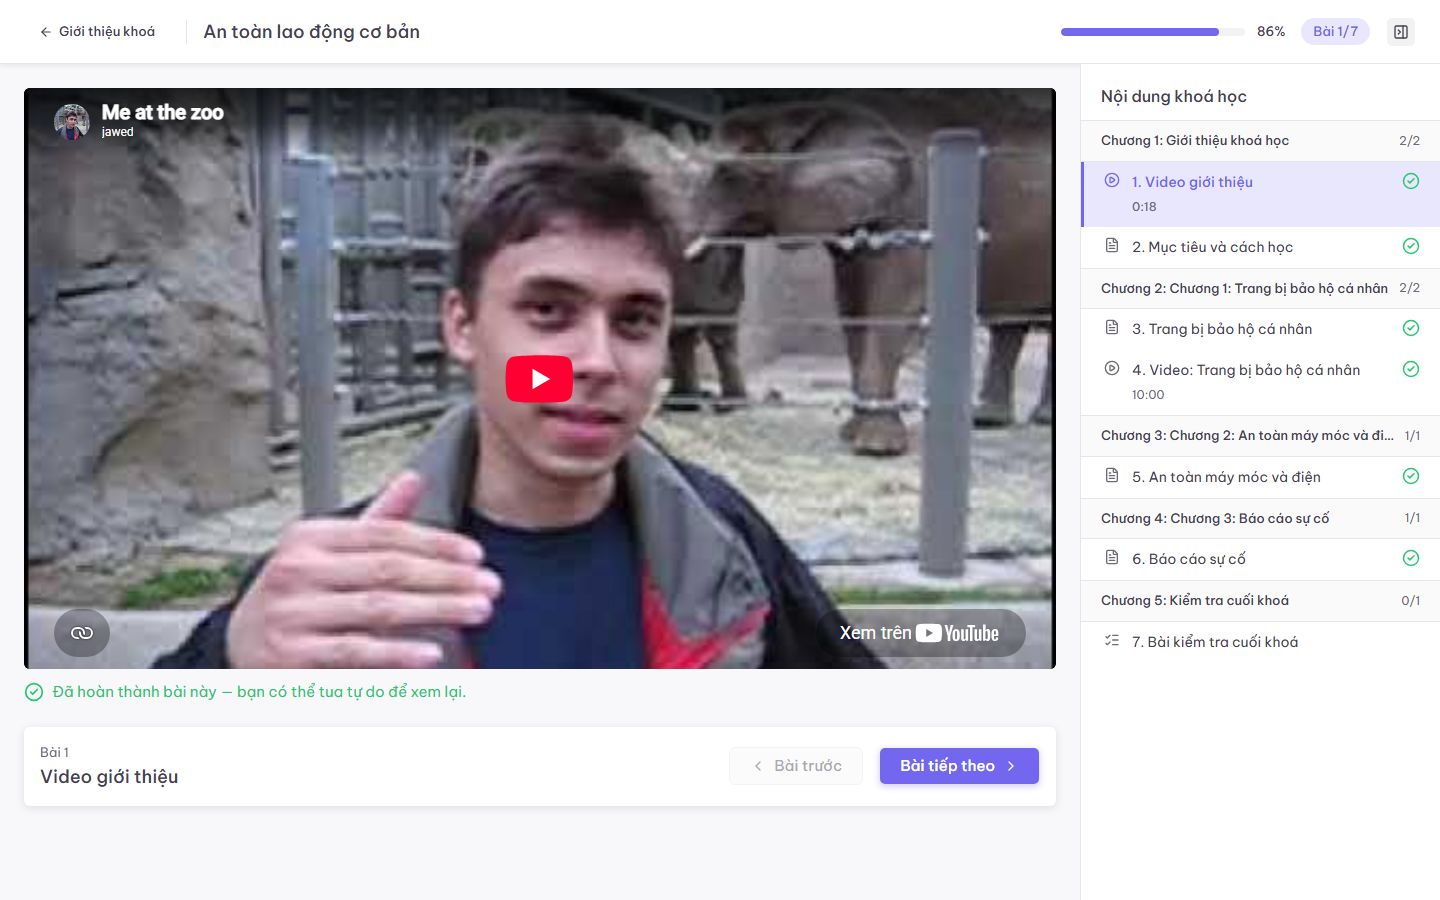 Giới thiệu khoá
An toàn lao động cơ bản
86%
Bài 1/7
Me at the zoo
jawed
Xem trên YouTube
Đã hoàn thành bài này — bạn có thể tua tự do để xem lại.
Bài 1
Video giới thiệu
Bài trước
Bài tiếp theo
Nội dung khoá học
Chương 1: Giới thiệu khoá học 2/2
1. Video giới thiệu
0:18
2. Mục tiêu và cách học
Chương 2: Chương 1: Trang bị bảo hộ cá nhân 2/2
3. Trang bị bảo hộ cá nhân
4. Video: Trang bị bảo hộ cá nhân
10:00
Chương 3: Chương 2: An toàn máy móc và đi... 1/1
5. An toàn máy móc và điện
Chương 4: Chương 3: Báo cáo sự cố 1/1
6. Báo cáo sự cố
Chương 5: Kiểm tra cuối khoá 0/1
7. Bài kiểm tra cuối khoá